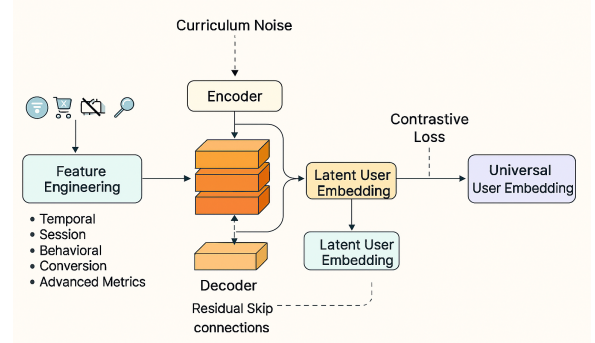 Curriculum Noise
Encoder
Contrastive
Loss
Feature
Engineering
Latent User
Embedding
Universal
User Embedding
• Temporal
• Session
• Behavioral
• Conversion
• Advanced Metrics
Latent User
Embedding
Decoder
Residual Skip
connections